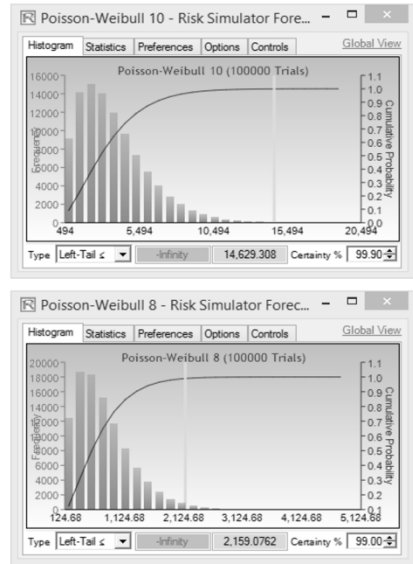 Poisson-Weibull 10 - Risk Simulator Fore...
Histogram Statistics Preferences Options Controls Global View
Poisson-Weibull 10 (100000 Trials)
16000 1.1
14000 1.0
12000 0.9
0.8
10000 0.7
8000 0.6
0.5
6000 0.4
4000 0.3
2000 0.2
0.1
0 0.0
Frequency
Cumulative Probability
494 5,494 10,494 15,494 20,494
Type Left-Tail ≤ -Infinity 14,629.308 Certainty % 99.90
Poisson-Weibull 8 - Risk Simulator Forec...
Histogram Statistics Preferences Options Controls Global View
Poisson-Weibull 8 (100000 Trials)
20000 1.1
18000 1.0
16000 0.9
14000 0.8
12000 0.7
10000 0.6
8000 0.5
6000 0.4
4000 0.3
2000 0.2
0 0.1
Frequency
Cumulative Probability
124.68 1,124.68 2,124.68 3,124.68 4,124.68 5,124.68
Type Left-Tail ≤ -Infinity 2,159.0762 Certainty % 99.00